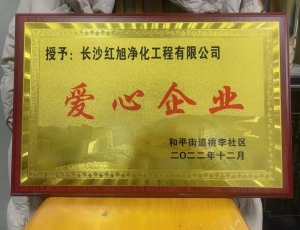 授予：长沙红旭净化工程有限公司
爱心企业
和平街道桃李社区
二〇二二年十二月